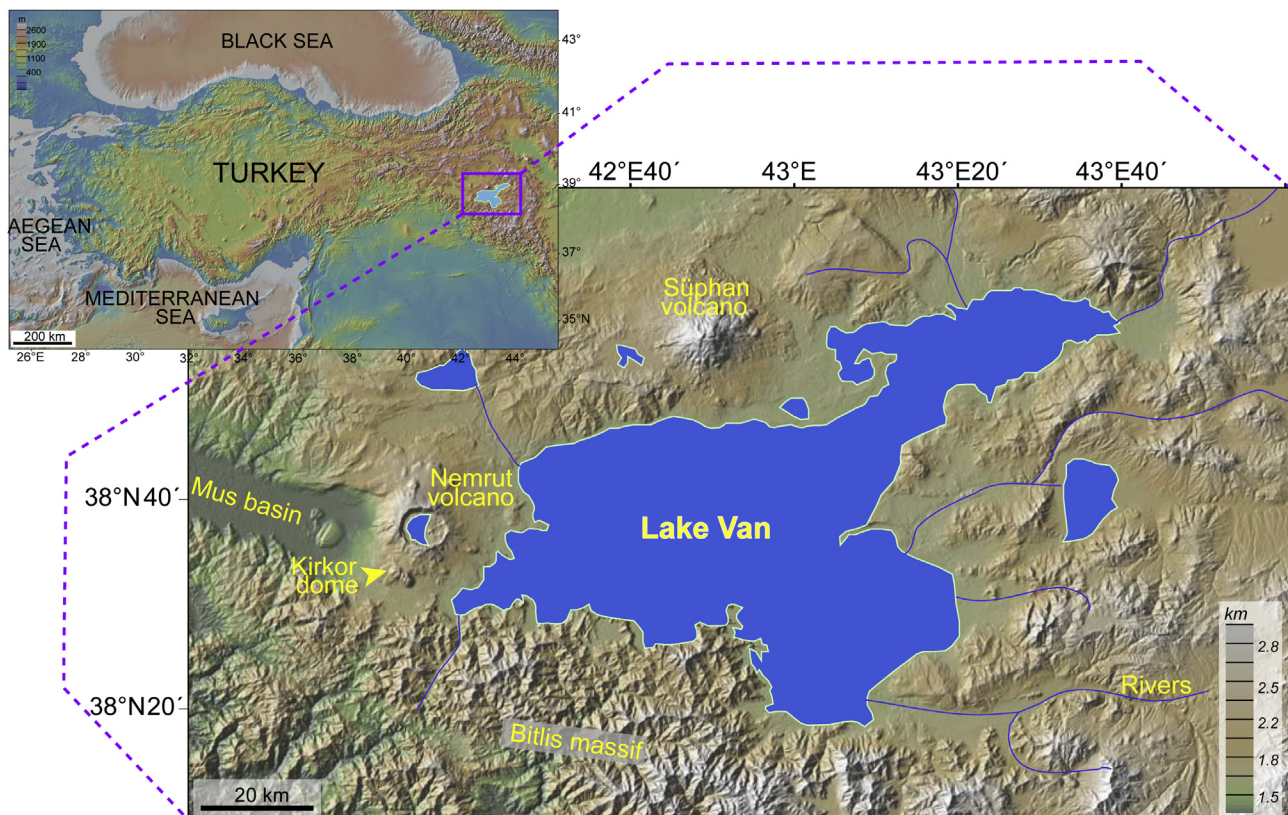 m
2600
1900
1100
400
BLACK SEA
TURKEY
AEGEAN
SEA
MEDITERRANEAN
SEA
200 km
43°
41°
39°
37°
35°N
26°E
28°
30°
32°
34°
36°
38°
40°
42°
44°
42°E40´
43°E
43°E20´
43°E40´
38°N40´
38°N20´
Süphan
volcano
Nemrut
volcano
Mus basin
Kirkor
dome
Lake Van
Rivers
Bitlis massif
20 km
km
2.8
2.5
2.2
1.8
1.5